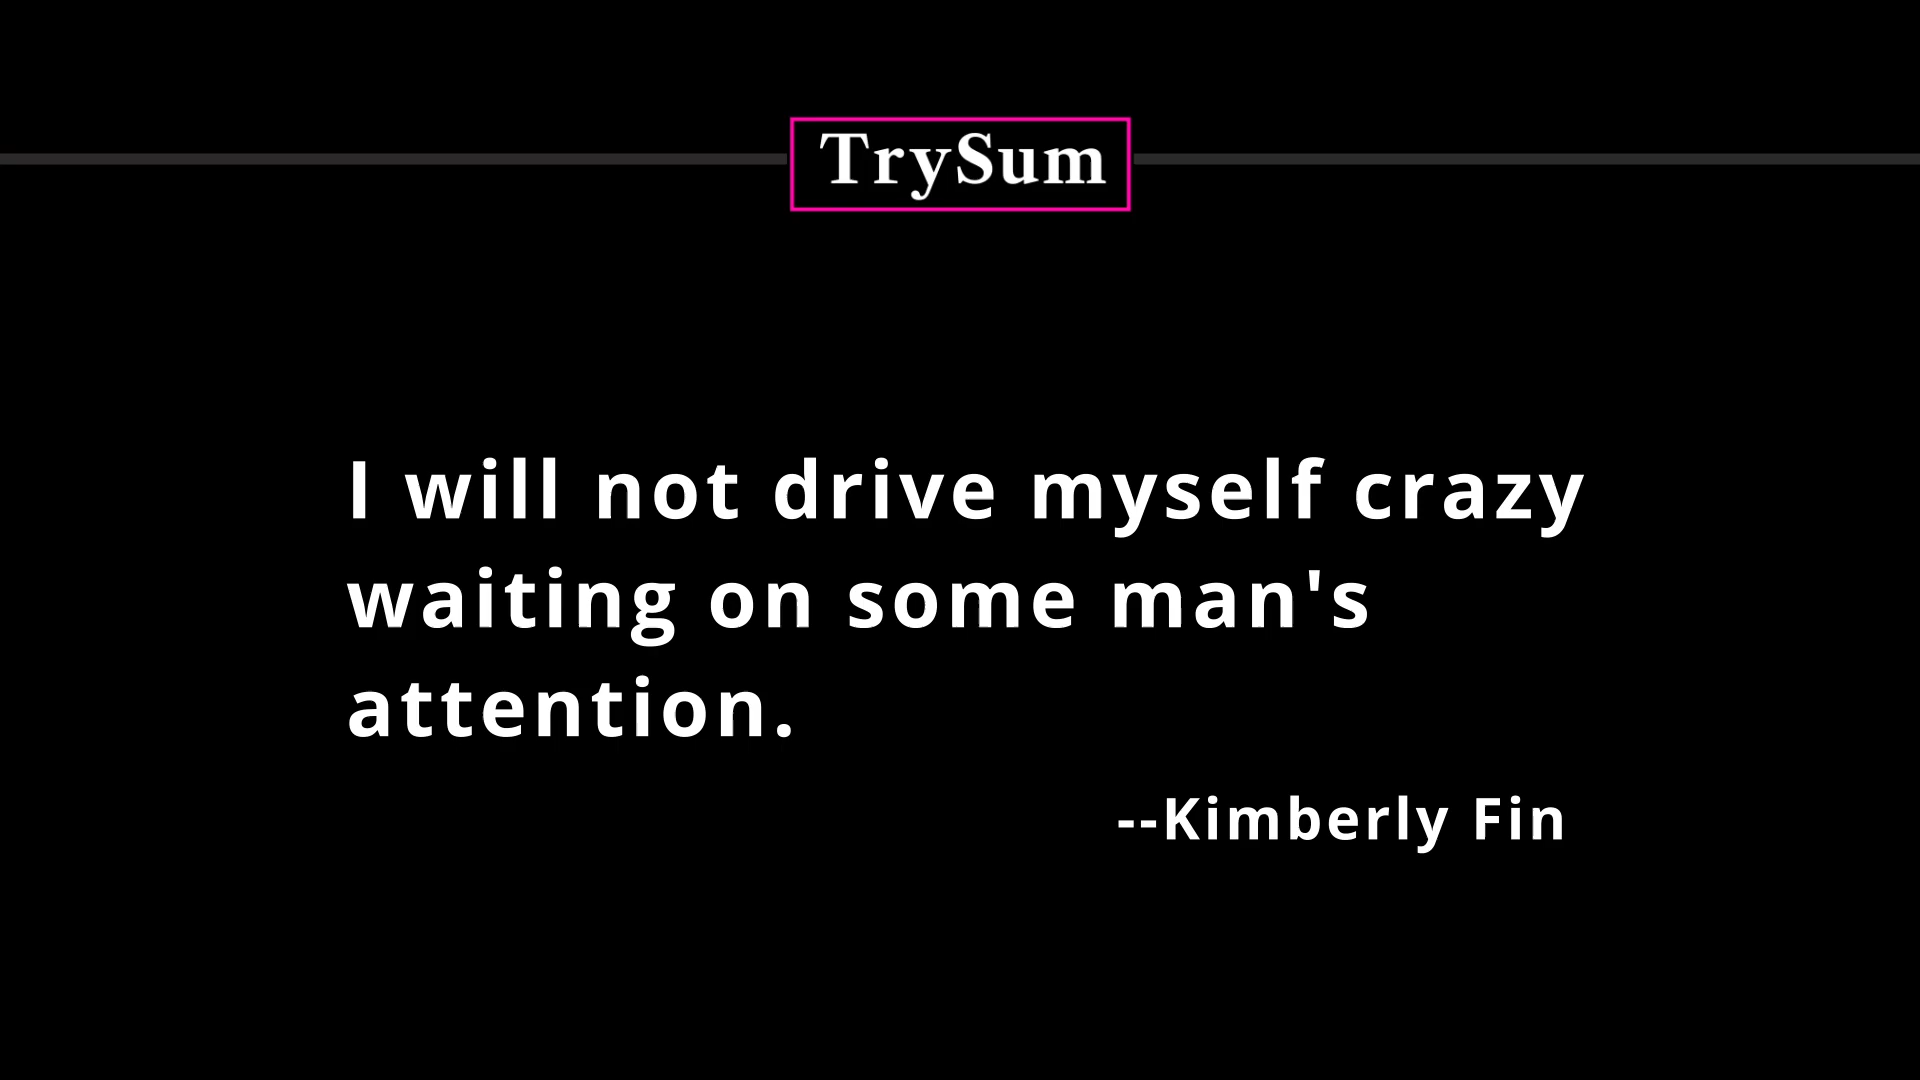 TrySum
I will not drive myself crazy
waiting on some man's
attention.
--Kimberly Fin